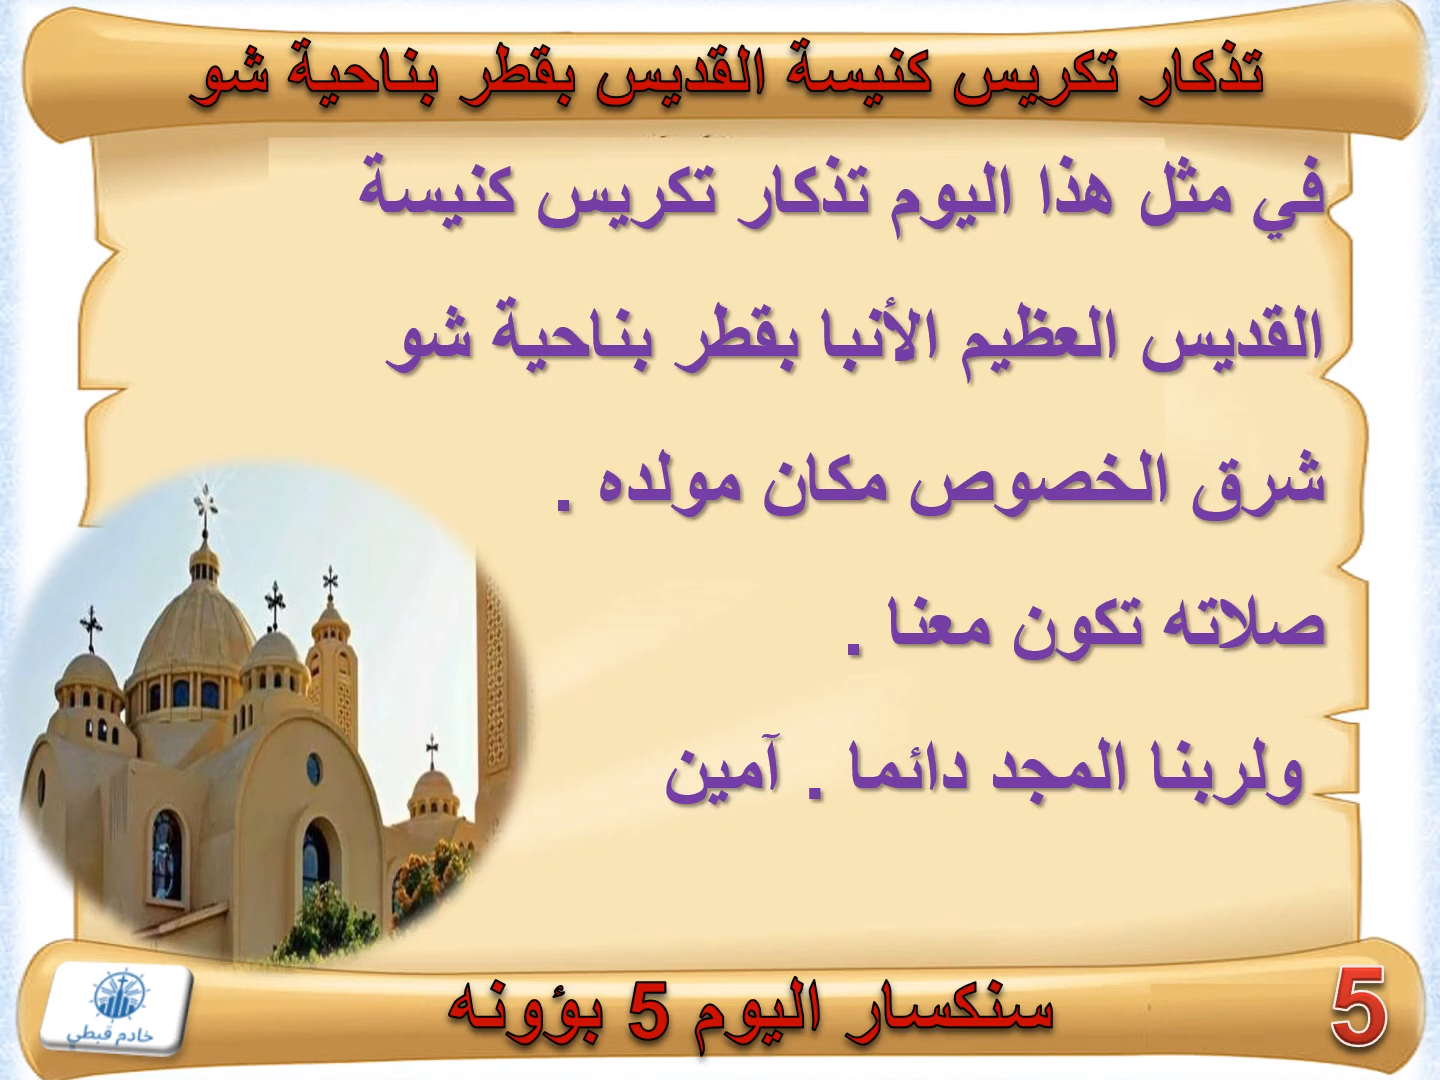 تذكار تكريس كنيسة القديس بقطر بناحية شو
في مثل هذا اليوم تذكار تكريس كنيسة
القديس العظيم الأنبا بقطر بناحية شو
شرق الخصوص مكان مولده .
صلاته تكون معنا .
ولربنا المجد دائما . آمين
سنكسار اليوم 5 بؤونه
5
خادم قبطي